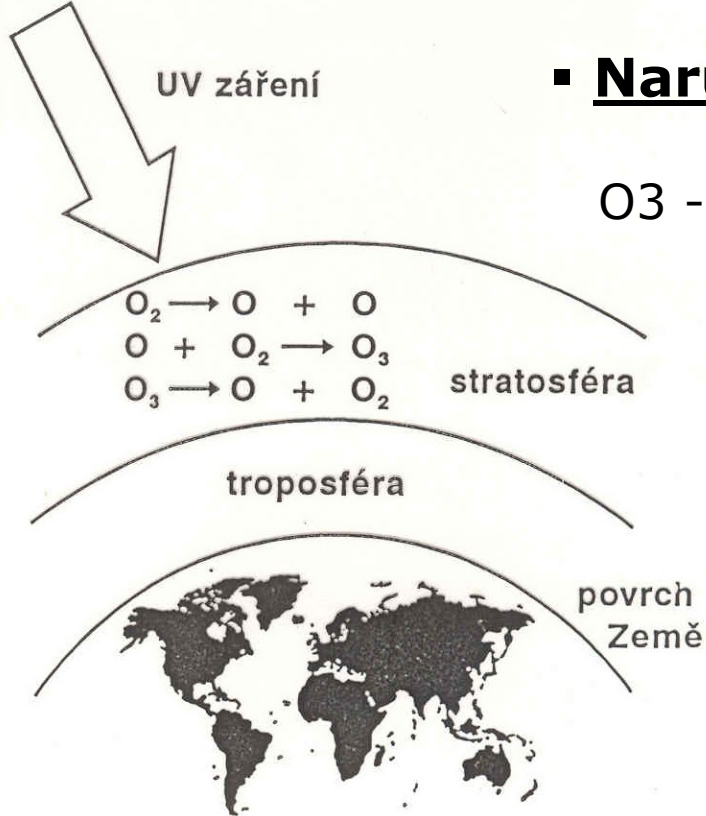 UV záření
▪ Naru
O3 -
O₂ → O + O
O + O₂ → O₃
O₃ → O + O₂
stratosféra
troposféra
povrch
Země